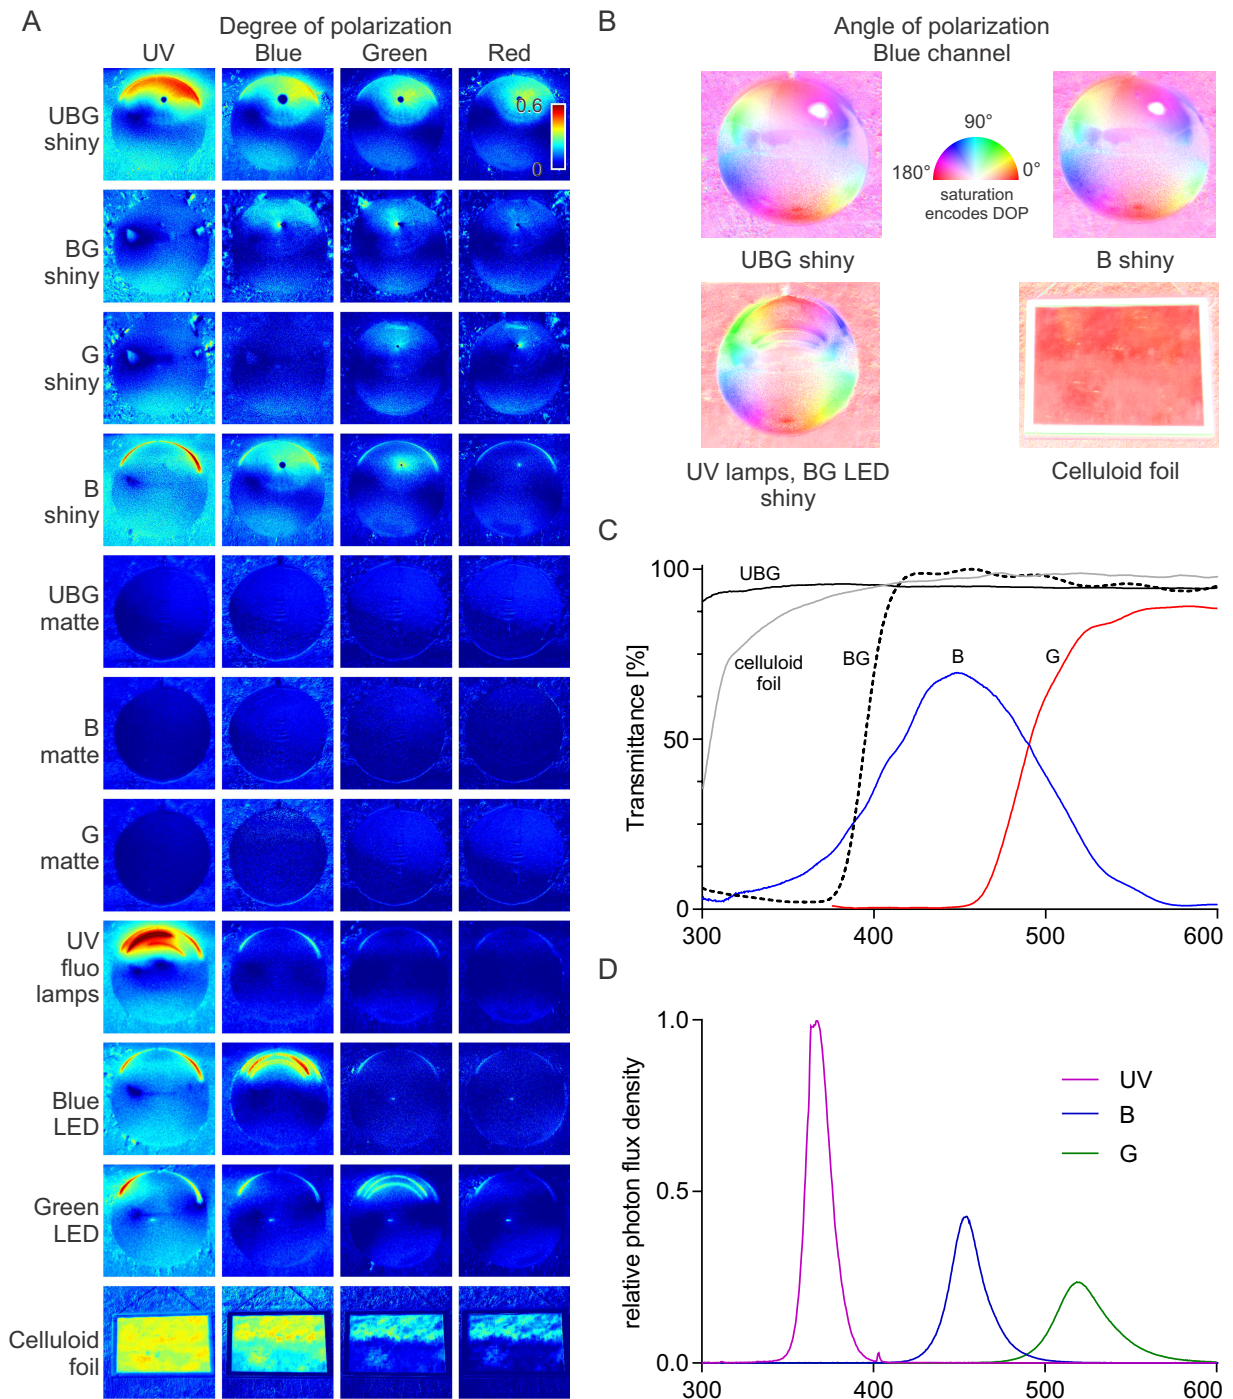 A
Degree of polarization
UV Blue Green Red
UBG
shiny
0.6
0
BG
shiny
G
shiny
B
shiny
UBG
matte
B
matte
G
matte
UV
fluo
lamps
Blue
LED
Green
LED
Celluloid
foil
B
Angle of polarization
Blue channel
90°
180° 0°
saturation
encodes DOP
UBG shiny
B shiny
UV lamps, BG LED
shiny
Celluloid foil
C
Transmittance [%]
100
50
0
300 400 500 600
UBG
celluloid
foil
BG
B
G
D
relative photon flux density
1.0
0.5
0.0
300 400 500 600
UV
B
G